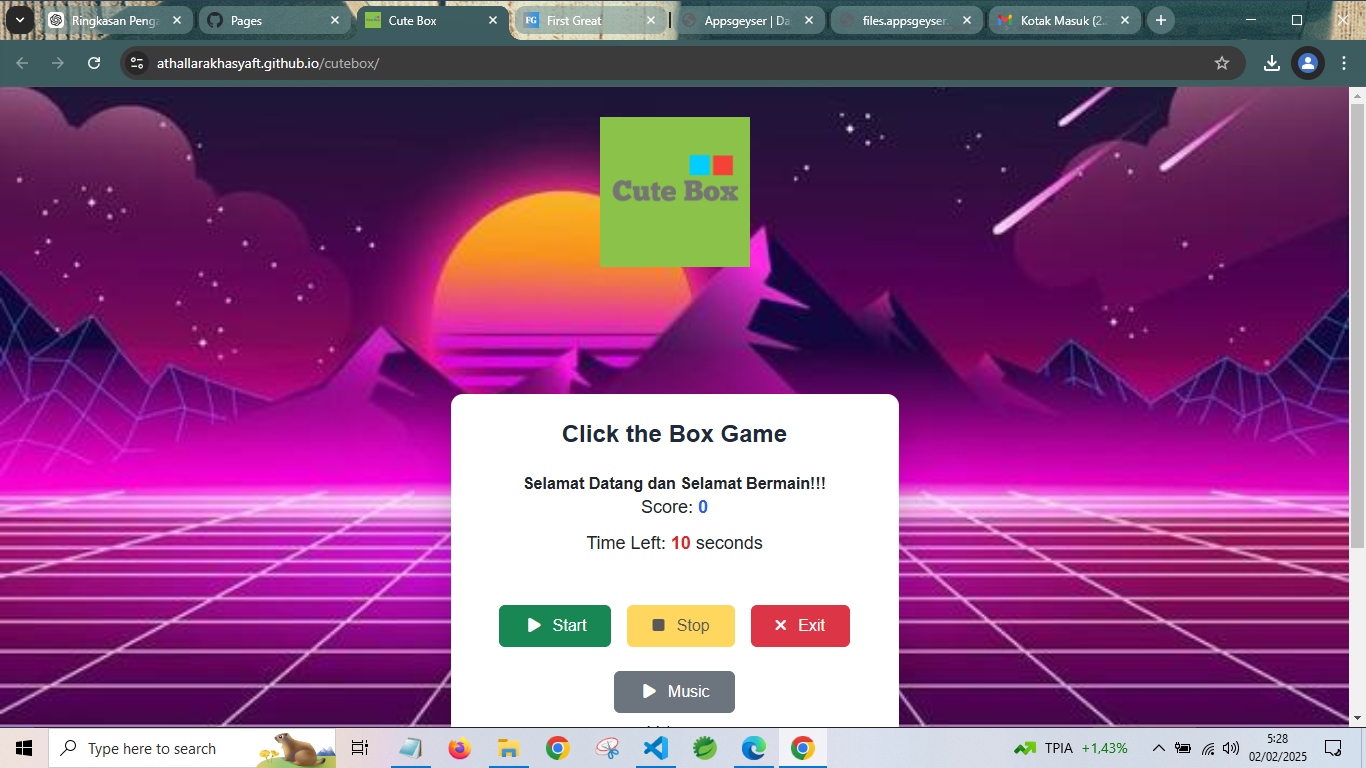 Ringkasan Penga
Pages
Cute Box
First Great
Appsgeyser | Da
files.appsgeyser.
Kotak Masuk (2.
athallarakhasyaft.github.io/cutebox/
Cute Box
Click the Box Game
Selamat Datang dan Selamat Bermain!!!
Score: 0
Time Left: 10 seconds
Start
Stop
Exit
Music
Type here to search
TPIA +1,43%
5:28
02/02/2025